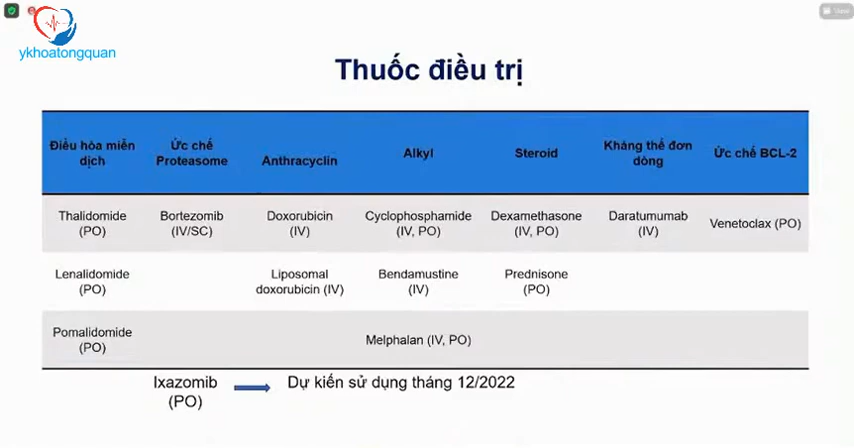 View
ykhoatongquan
Thuốc điều trị
Điều hòa miễn dịch
Ức chế Proteasome
Anthracyclin
Alkyl
Steroid
Kháng thể đơn dòng
Ức chế BCL-2
Thalidomide (PO)
Bortezomib (IV/SC)
Doxorubicin (IV)
Cyclophosphamide (IV, PO)
Dexamethasone (IV, PO)
Daratumumab (IV)
Venetoclax (PO)
Lenalidomide (PO)
Liposomal doxorubicin (IV)
Bendamustine (IV)
Prednisone (PO)
Pomalidomide (PO)
Melphalan (IV, PO)
Ixazomib (PO)
Dự kiến sử dụng tháng 12/2022